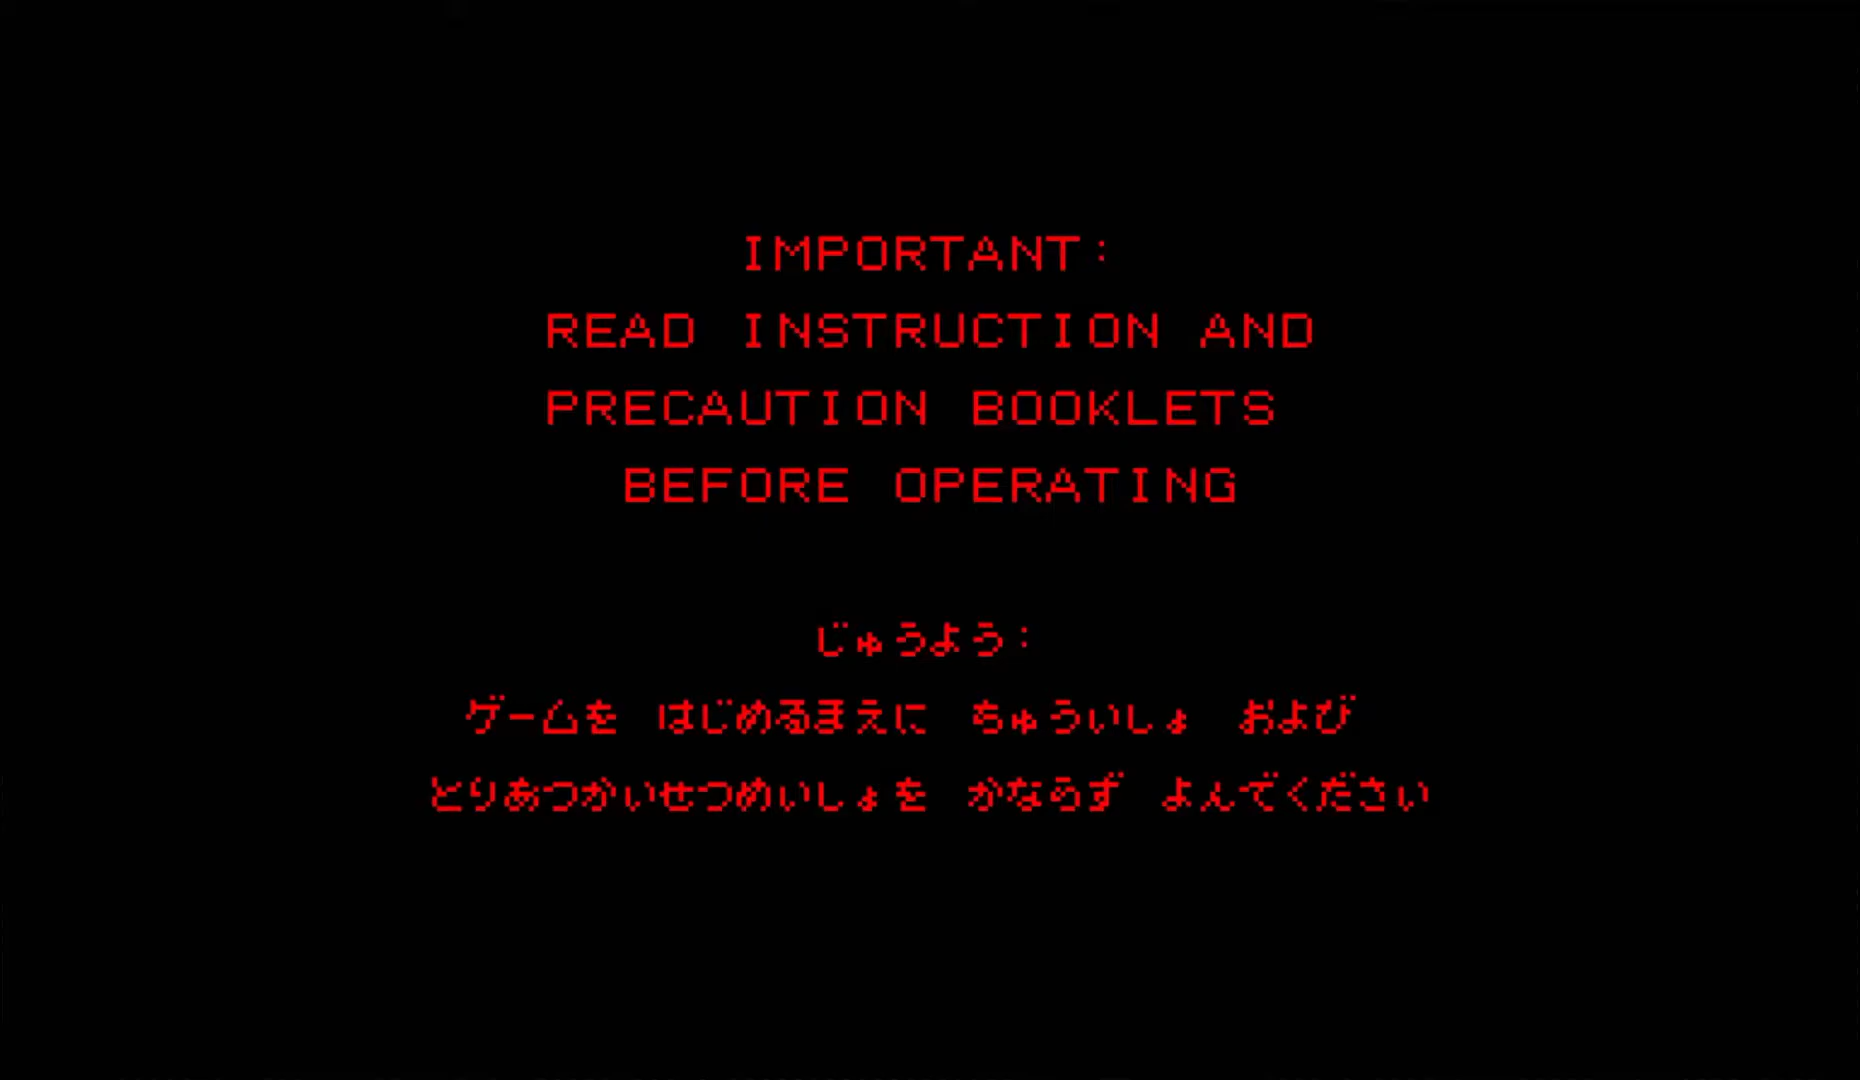 IMPORTANT:
READ INSTRUCTION AND
PRECAUTION BOOKLETS
BEFORE OPERATING
じゅうよう:
ゲームを はじめるまえに ちゅういしょ および
とりあつかいせつめいしょを かならず よんでください